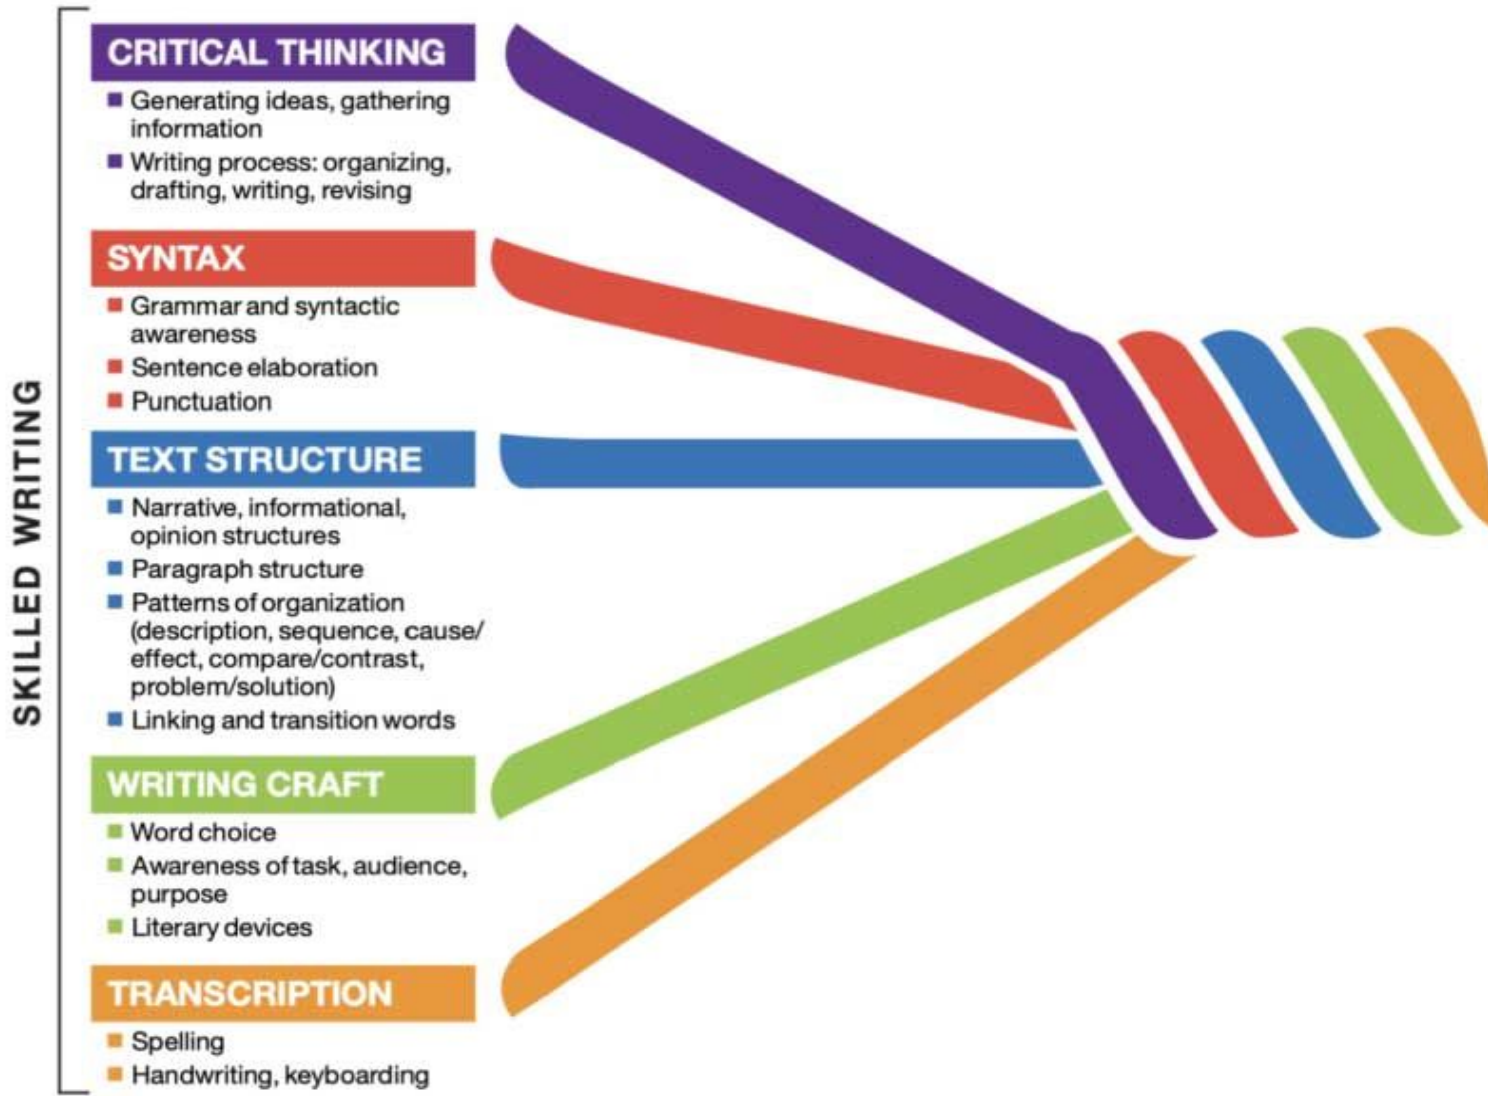 SKILLED WRITING
CRITICAL THINKING
Generating ideas, gathering
information
Writing process: organizing,
drafting, writing, revising
SYNTAX
Grammar and syntactic
awareness
Sentence elaboration
Punctuation
TEXT STRUCTURE
Narrative, informational,
opinion structures
Paragraph structure
Patterns of organization
(description, sequence, cause/
effect, compare/contrast,
problem/solution)
Linking and transition words
WRITING CRAFT
Word choice
Awareness of task, audience,
purpose
Literary devices
TRANSCRIPTION
Spelling
Handwriting, keyboarding